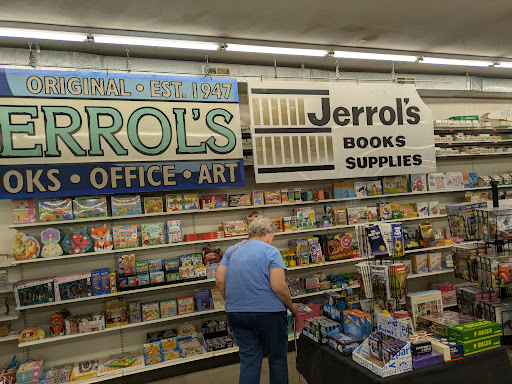 ORIGINAL • EST. 1947
ERROL'S
OKS • OFFICE • ART
Jerrol's
BOOKS
SUPPLIES